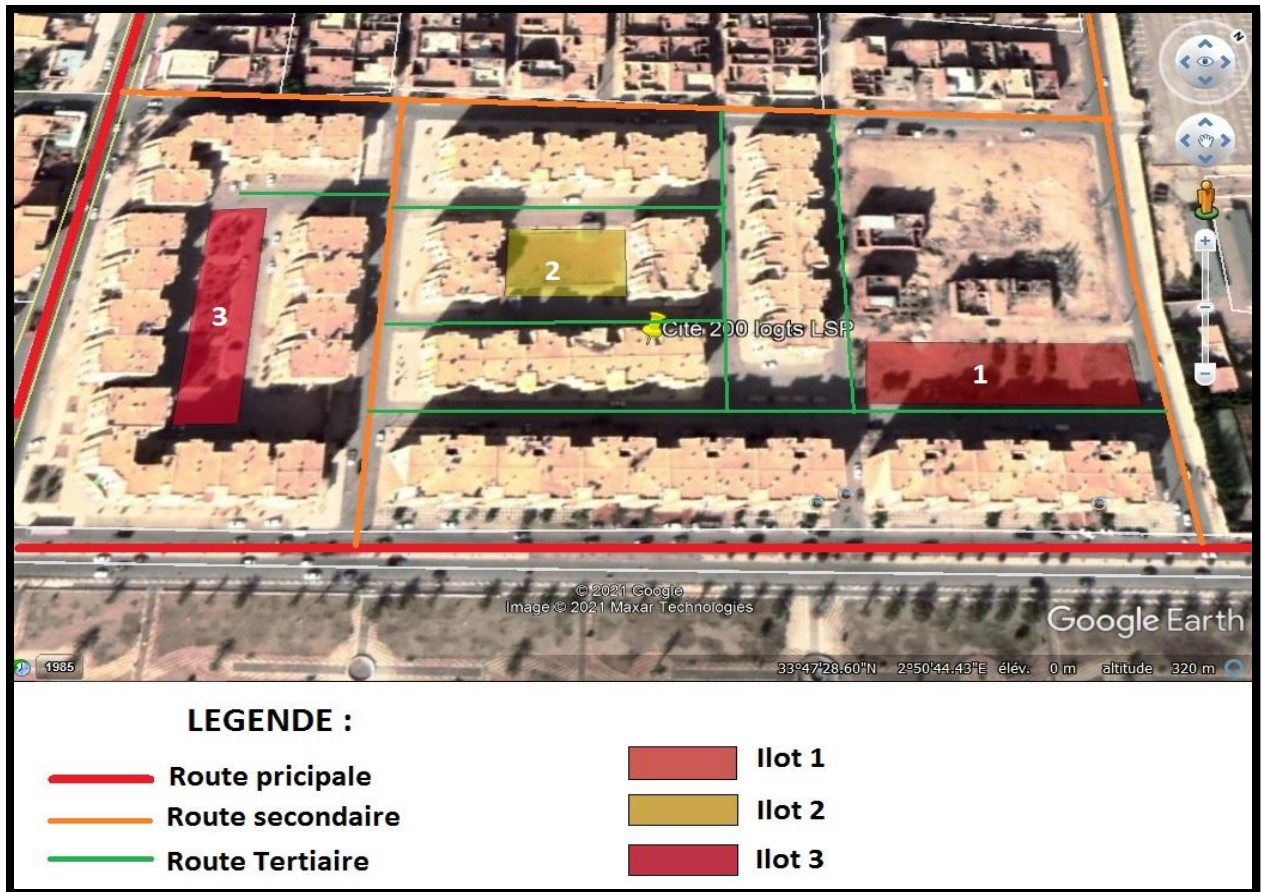 N
2
Cité 200 logts LSP
3
1
© 2021 Google
Image © 2021 Maxar Technologies
Google Earth
1985
33°47'28.60"N 2°50'44.43"E élév. 0 m altitude 320 m
LEGENDE :
Route pricipale
Route secondaire
Route Tertiaire
Ilot 1
Ilot 2
Ilot 3